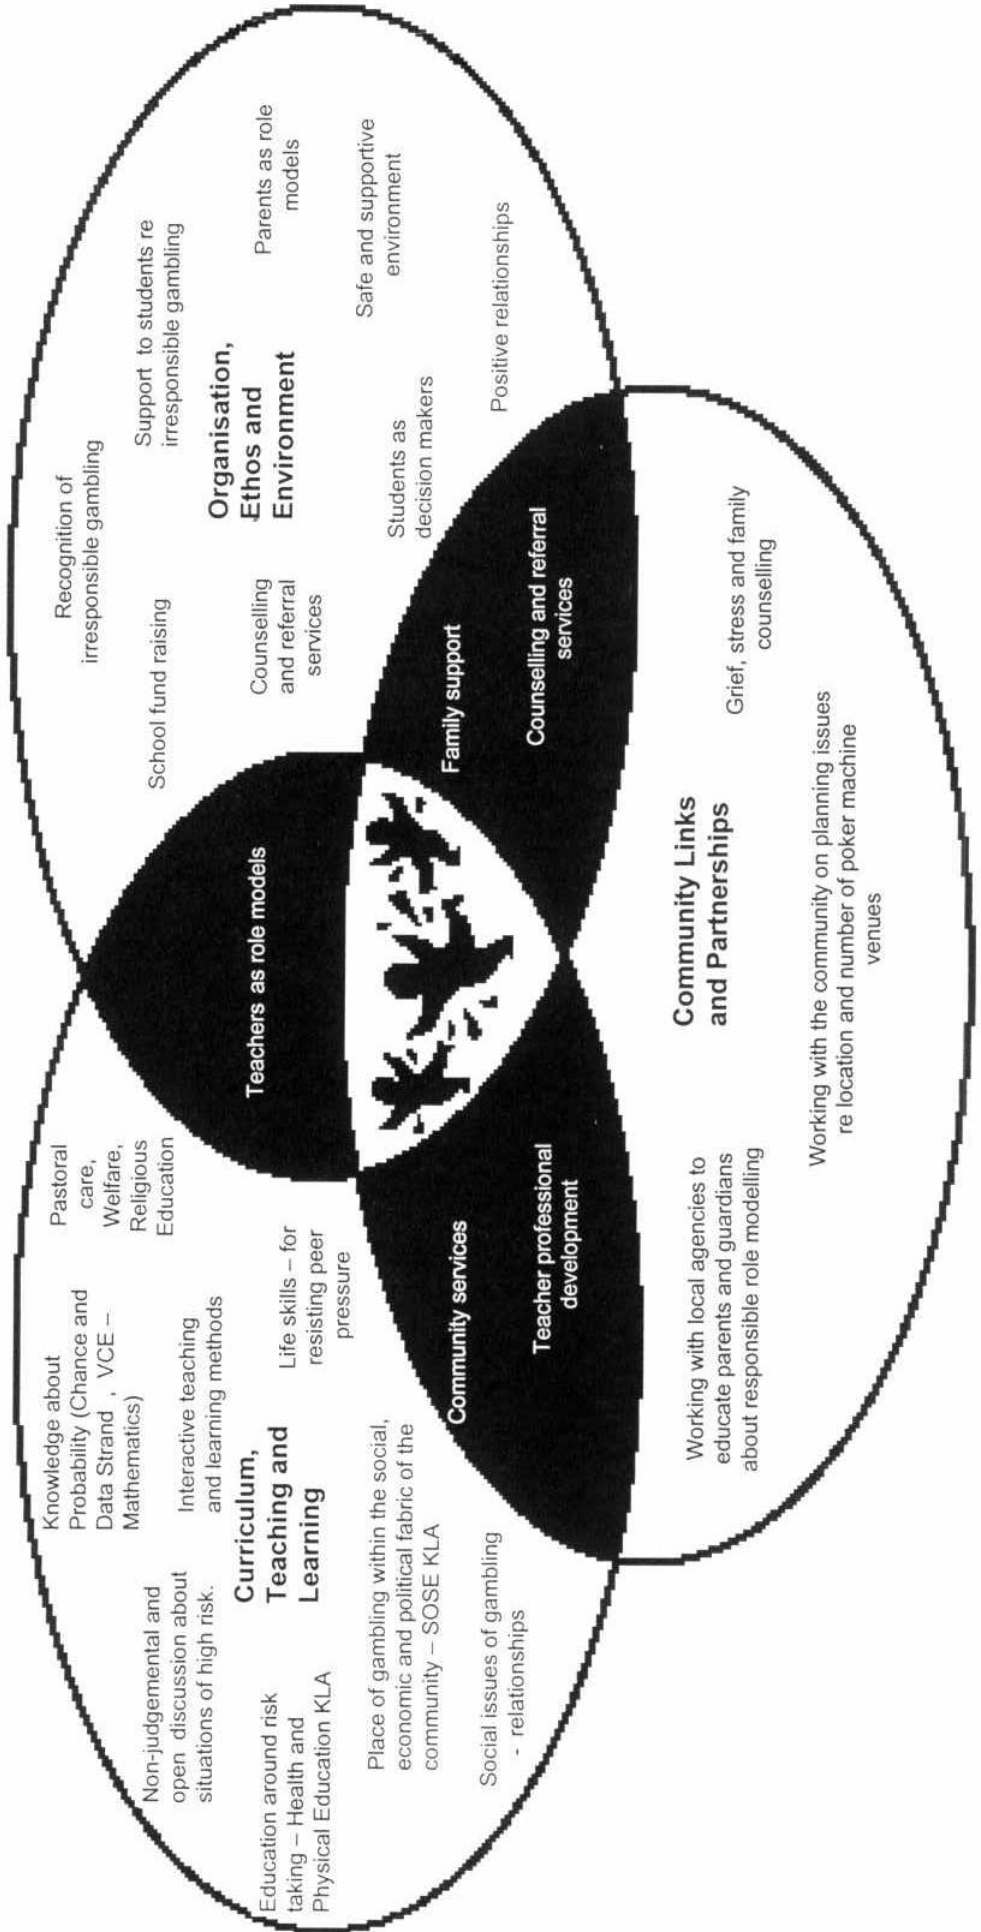 Knowledge about
Probability (Chance and
Data Strand , VCE –
Mathematics)
Pastoral
care,
Welfare,
Religious
Education
Non-judgemental and
open discussion about
situations of high risk.
Interactive teaching
and learning methods
Curriculum,
Teaching and
Learning
Life skills – for
resisting peer
pressure
Education around risk
taking – Health and
Physical Education KLA
Place of gambling within the social,
economic and political fabric of the
community – SOSE KLA
Social issues of gambling
- relationships
Teachers as role models
Recognition of
irresponsible gambling
School fund raising
Support to students re
irresponsible gambling
Organisation,
Ethos and
Environment
Counselling
and referral
services
Parents as role
models
Safe and supportive
environment
Students as
decision makers
Positive relationships
Community services
Teacher professional
development
Family support
Counselling and referral
services
Community Links
and Partnerships
Working with local agencies to
educate parents and guardians
about responsible role modelling
Grief, stress and family
counselling
Working with the community on planning issues
re location and number of poker machine
venues